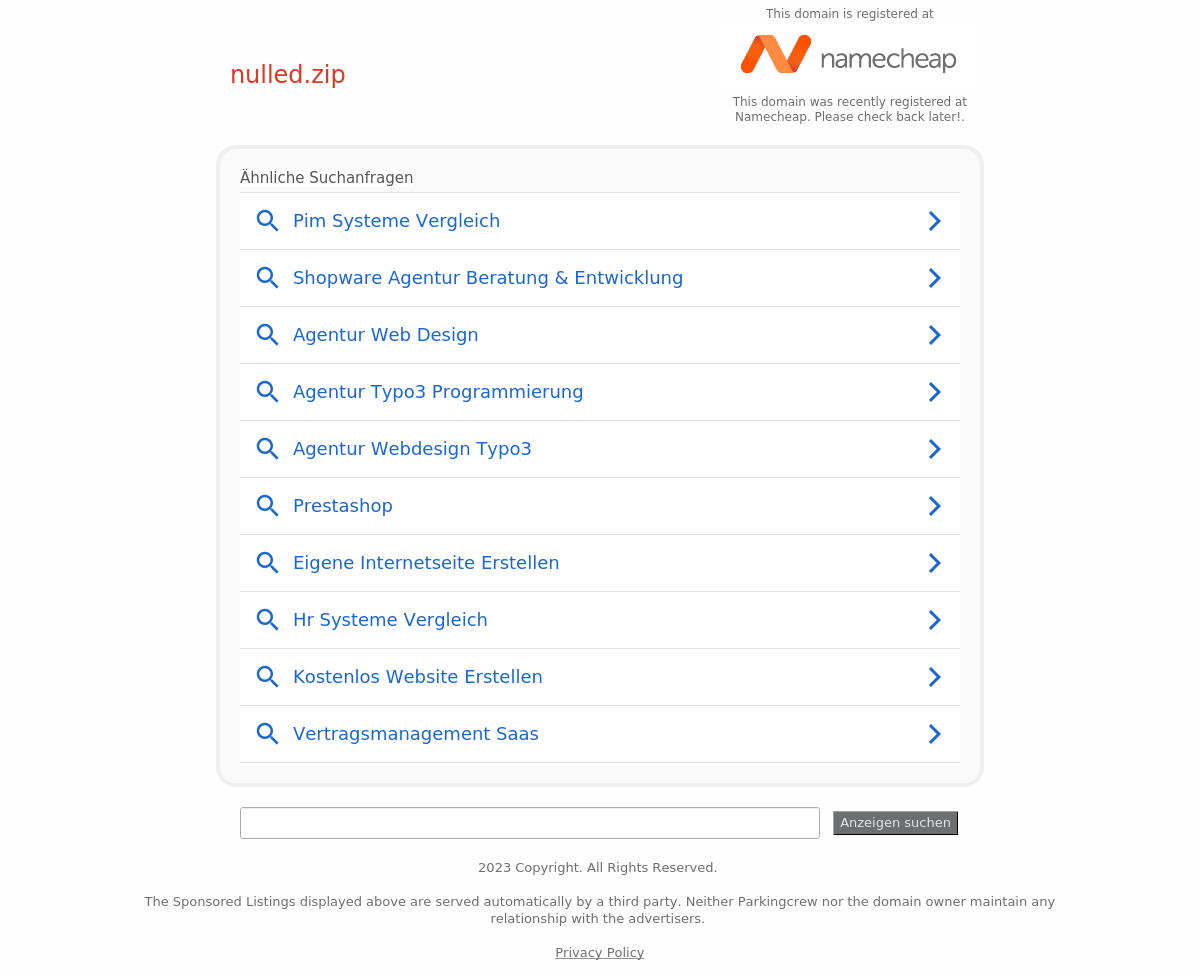 This domain is registered at
namecheap
nulled.zip
This domain was recently registered at
Namecheap. Please check back later!.
Ähnliche Suchanfragen
Pim Systeme Vergleich
Shopware Agentur Beratung & Entwicklung
Agentur Web Design
Agentur Typo3 Programmierung
Agentur Webdesign Typo3
Prestashop
Eigene Internetseite Erstellen
Hr Systeme Vergleich
Kostenlos Website Erstellen
Vertragsmanagement Saas
Anzeigen suchen
2023 Copyright. All Rights Reserved.
The Sponsored Listings displayed above are served automatically by a third party. Neither Parkingcrew nor the domain owner maintain any
relationship with the advertisers.
Privacy Policy